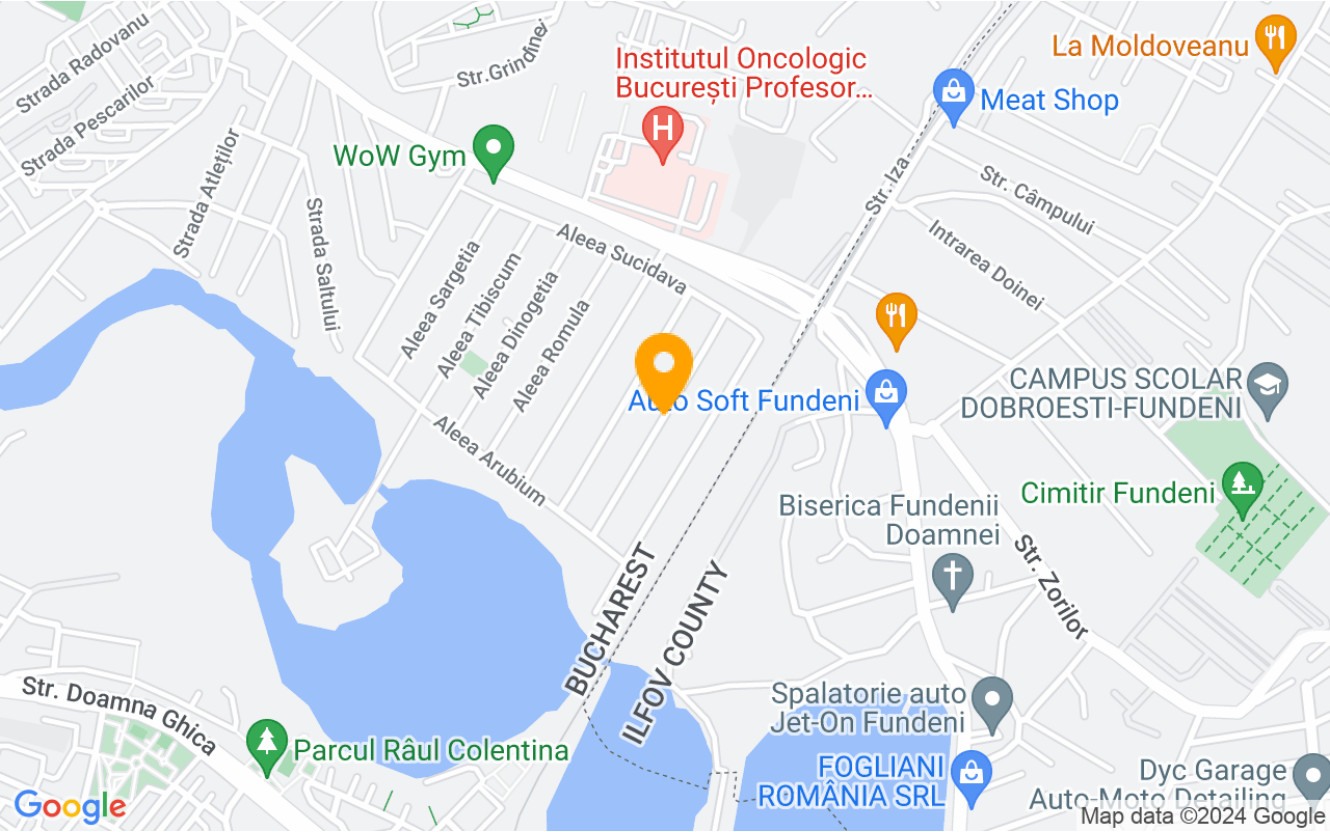 Strada Radovanu
Str.Grindinei
Institutul Oncologic
București Profesor...
La Moldoveanu
Meat Shop
Strada Pescarilor
WoW Gym
Strada Atleților
Str. Iza
Str. Câmpului
Strada Saltului
Aleea Sucidava
Intrarea Doinei
Aleea Sargetia
Aleea Tibiscum
Aleea Dinogetia
Aleea Romula
Auto Soft Fundeni
CAMPUS SCOLAR
DOBROESTI-FUNDENI
Aleea Arubium
Cimitir Fundeni
Biserica Fundenii
Doamnei
Str. Zorilor
BUCHAREST
ILFOV COUNTY
Str. Doamna Ghica
Spalatorie auto
Jet-On Fundeni
Parcul Râul Colentina
FOGLIANI
ROMÂNIA SRL
Dyc Garage
Auto-Moto Detailing
Google
Map data ©2024 Google